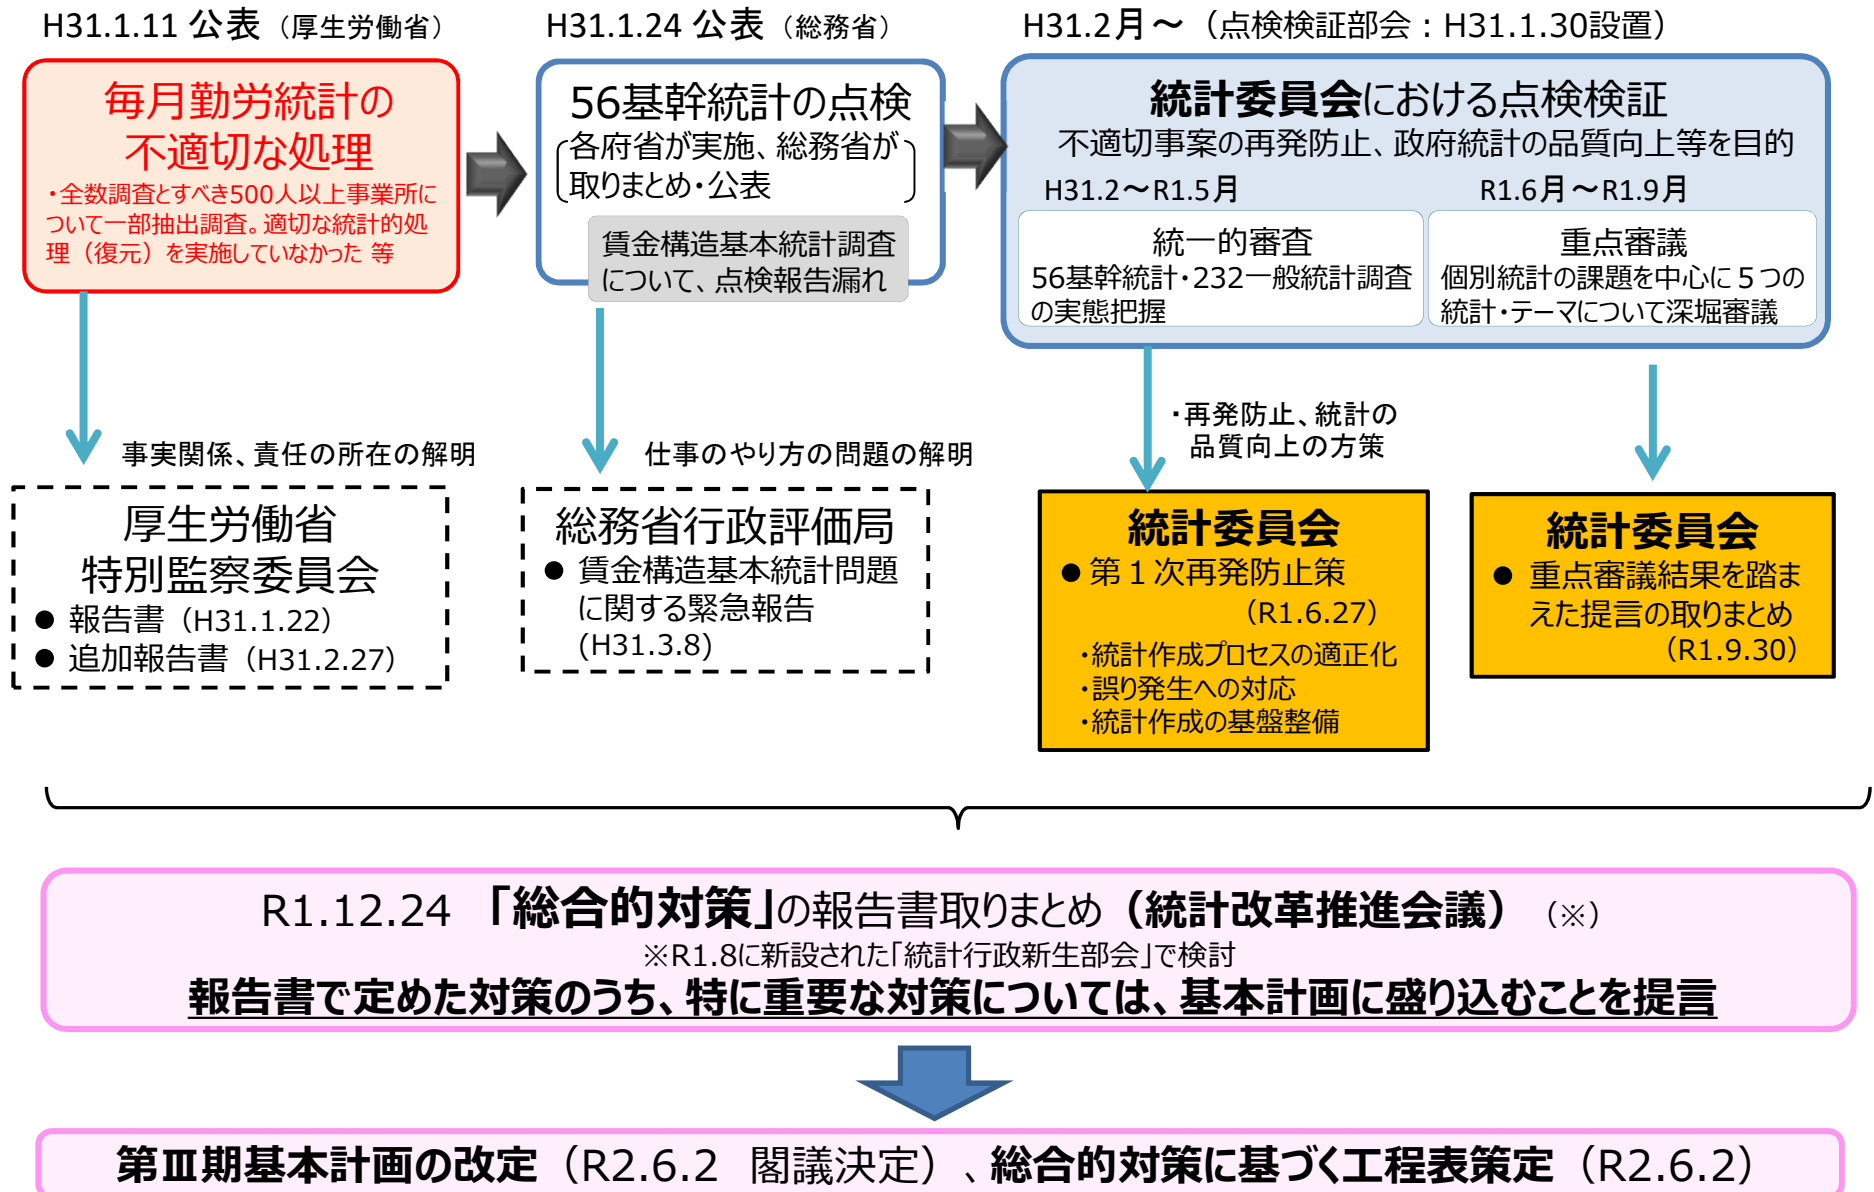 H31.1.11 公表（厚生労働省）
毎月勤労統計の
不適切な処理
・全数調査とすべき500人以上事業所に
ついて一部抽出調査。適切な統計的処
理（復元）を実施していなかった 等
事実関係、責任の所在の解明
厚生労働省
特別監察委員会
● 報告書（H31.1.22）
● 追加報告書（H31.2.27）
H31.1.24 公表（総務省）
56基幹統計の点検
各府省が実施、総務省が
取りまとめ・公表
賃金構造基本統計調査
について、点検報告漏れ
仕事のやり方の問題の解明
総務省行政評価局
● 賃金構造基本統計問題
に関する緊急報告
(H31.3.8)
H31.2月～（点検検証部会：H31.1.30設置）
統計委員会における点検検証
不適切事案の再発防止、政府統計の品質向上等を目的
H31.2～R1.5月
統一的審査
56基幹統計・232一般統計調査
の実態把握
R1.6月～R1.9月
重点審議
個別統計の課題を中心に５つの
統計・テーマについて深堀審議
・再発防止、統計の
品質向上の方策
統計委員会
● 第１次再発防止策
（R1.6.27）
・統計作成プロセスの適正化
・誤り発生への対応
・統計作成の基盤整備
統計委員会
● 重点審議結果を踏ま
えた提言の取りまとめ
（R1.9.30）
R1.12.24 「総合的対策」の報告書取りまとめ（統計改革推進会議）（※）
※R1.8に新設された「統計行政新生部会」で検討
報告書で定めた対策のうち、特に重要な対策については、基本計画に盛り込むことを提言
第Ⅲ期基本計画の改定（R2.6.2 閣議決定）、総合的対策に基づく工程表策定（R2.6.2）